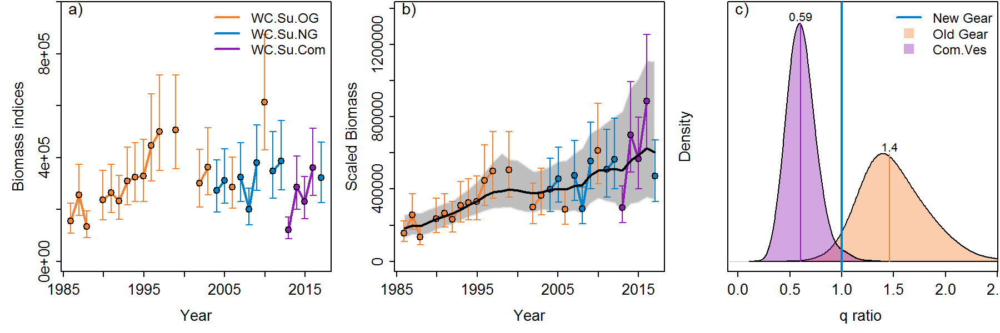 a)
WC.Su.OG
WC.Su.NG
WC.Su.Com
Biomass indices
0e+00 4e+05 8e+05
1985 1995 2005 2015
Year
b)
Scaled Biomass
0 400000 800000 1200000
1985 1995 2005 2015
Year
c)
0.59
New Gear
Old Gear
Com.Ves
1.4
Density
0.0 0.5 1.0 1.5 2.0 2.
q ratio